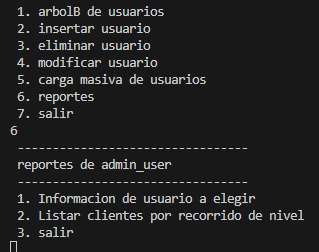 1. arbolB de usuarios
2. insertar usuario
3. eliminar usuario
4. modificar usuario
5. carga masiva de usuarios
6. reportes
7. salir
6
---------------------------------
reportes de admin_user
---------------------------------
1. Informacion de usuario a elegir
2. Listar clientes por recorrido de nivel
3. salir